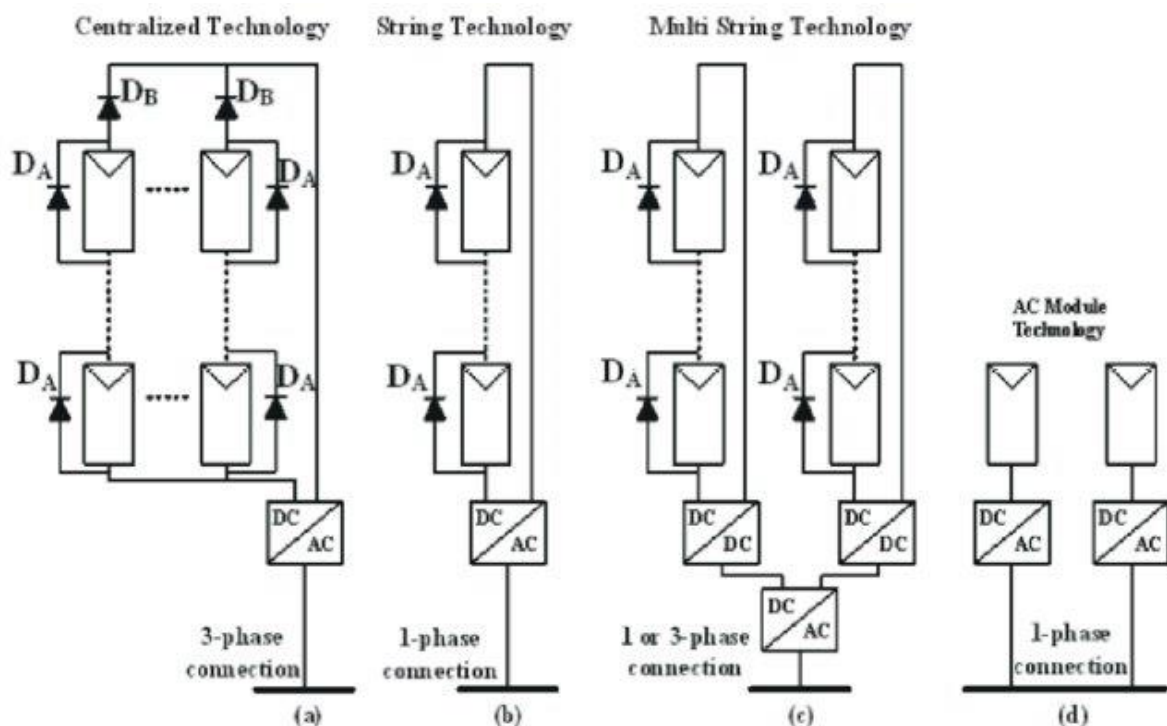 Centralized Technology
String Technology
Multi String Technology
DB
DB
DA
DA
DA
DA
DA
AC Module
Technology
DA
DA
DA
DA
DA
DC
AC
DC
AC
DC
DC
DC
DC
DC
AC
DC
AC
DC
AC
3-phase
connection
1-phase
connection
1 or 3-phase
connection
1-phase
connection
(a)
(b)
(c)
(d)